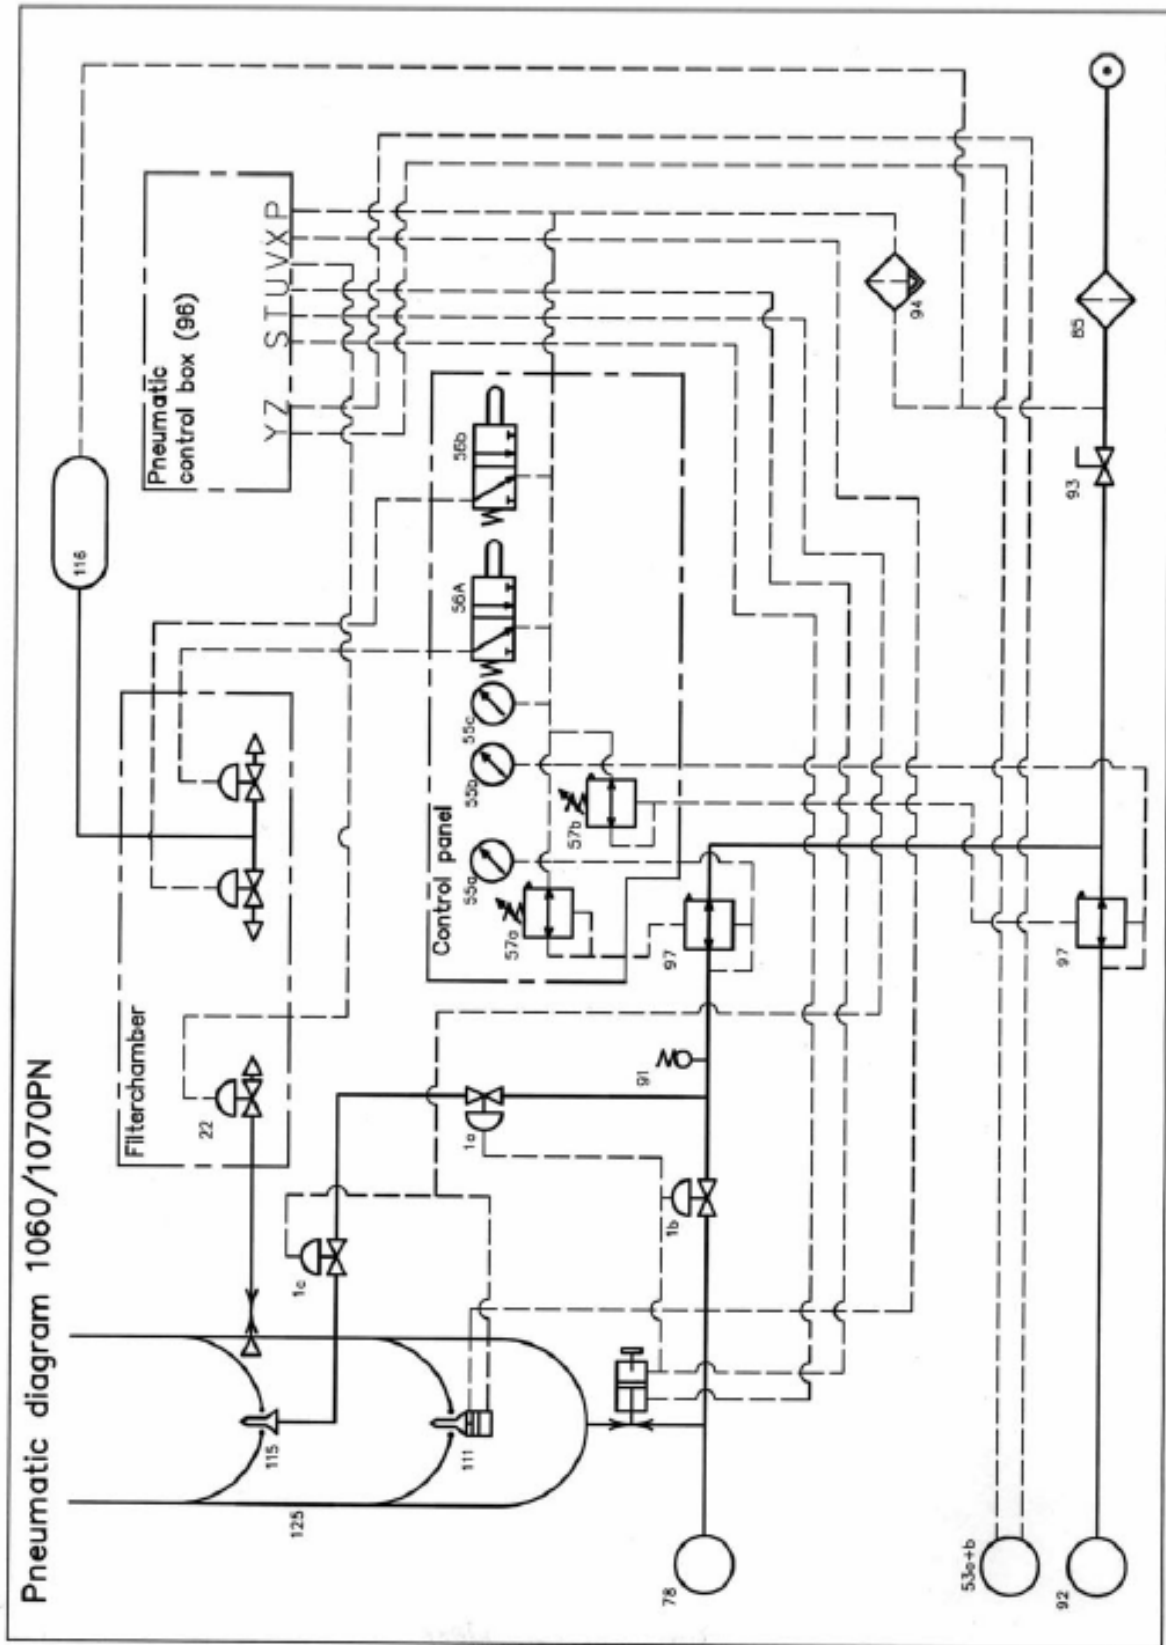 Pneumatic diagram 1060/1070PN
116
Pneumatic
control box (96)
Y Z S T U V X P
Filterchamber
22
Control panel
56A
56b
55a
55b
55c
57a
57b
94
85
93
97
97
91
1a
1b
1c
115
111
125
78
53a+b
92